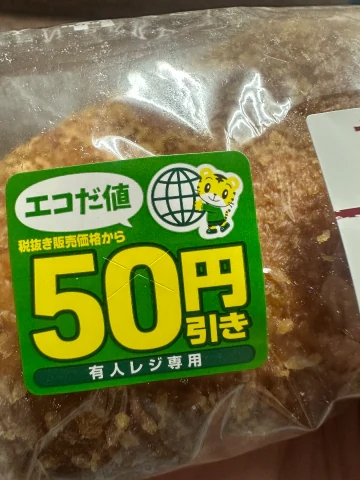 エコだ値
税抜き販売価格から
50円
引き
有人レジ専用